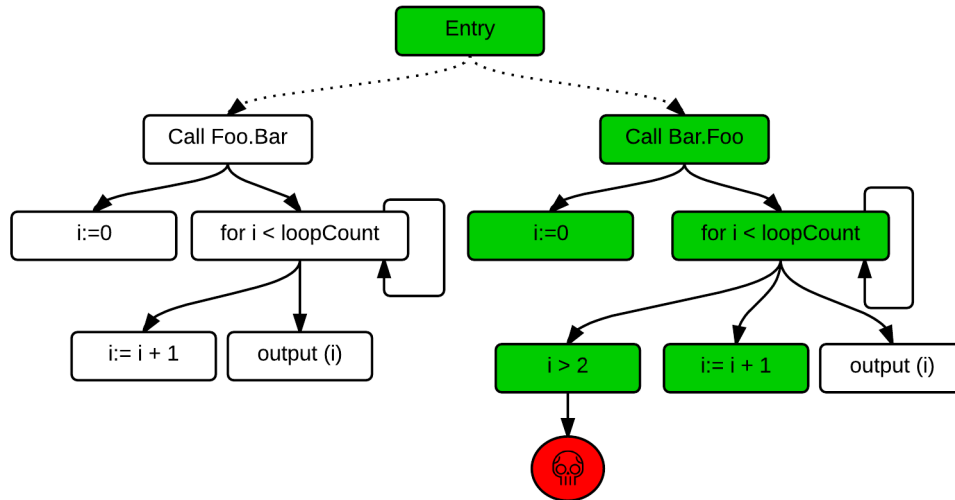 Entry
Call Foo.Bar
Call Bar.Foo
i:=0
for i < loopCount
i:=0
for i < loopCount
i:= i + 1
output (i)
i > 2
i:= i + 1
output (i)